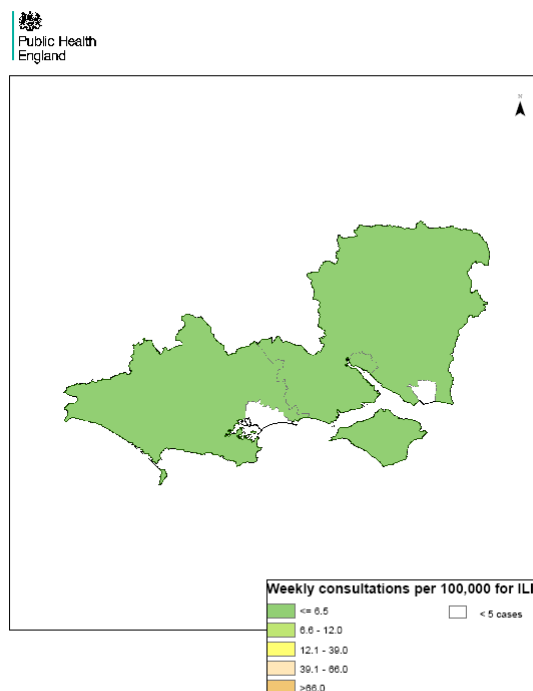 Public Health
England
N
Weekly consultations per 100,000 for ILI
<= 6.5
< 5 cases
6.6 - 12.0
12.1 - 39.0
39.1 - 66.0
>66.0